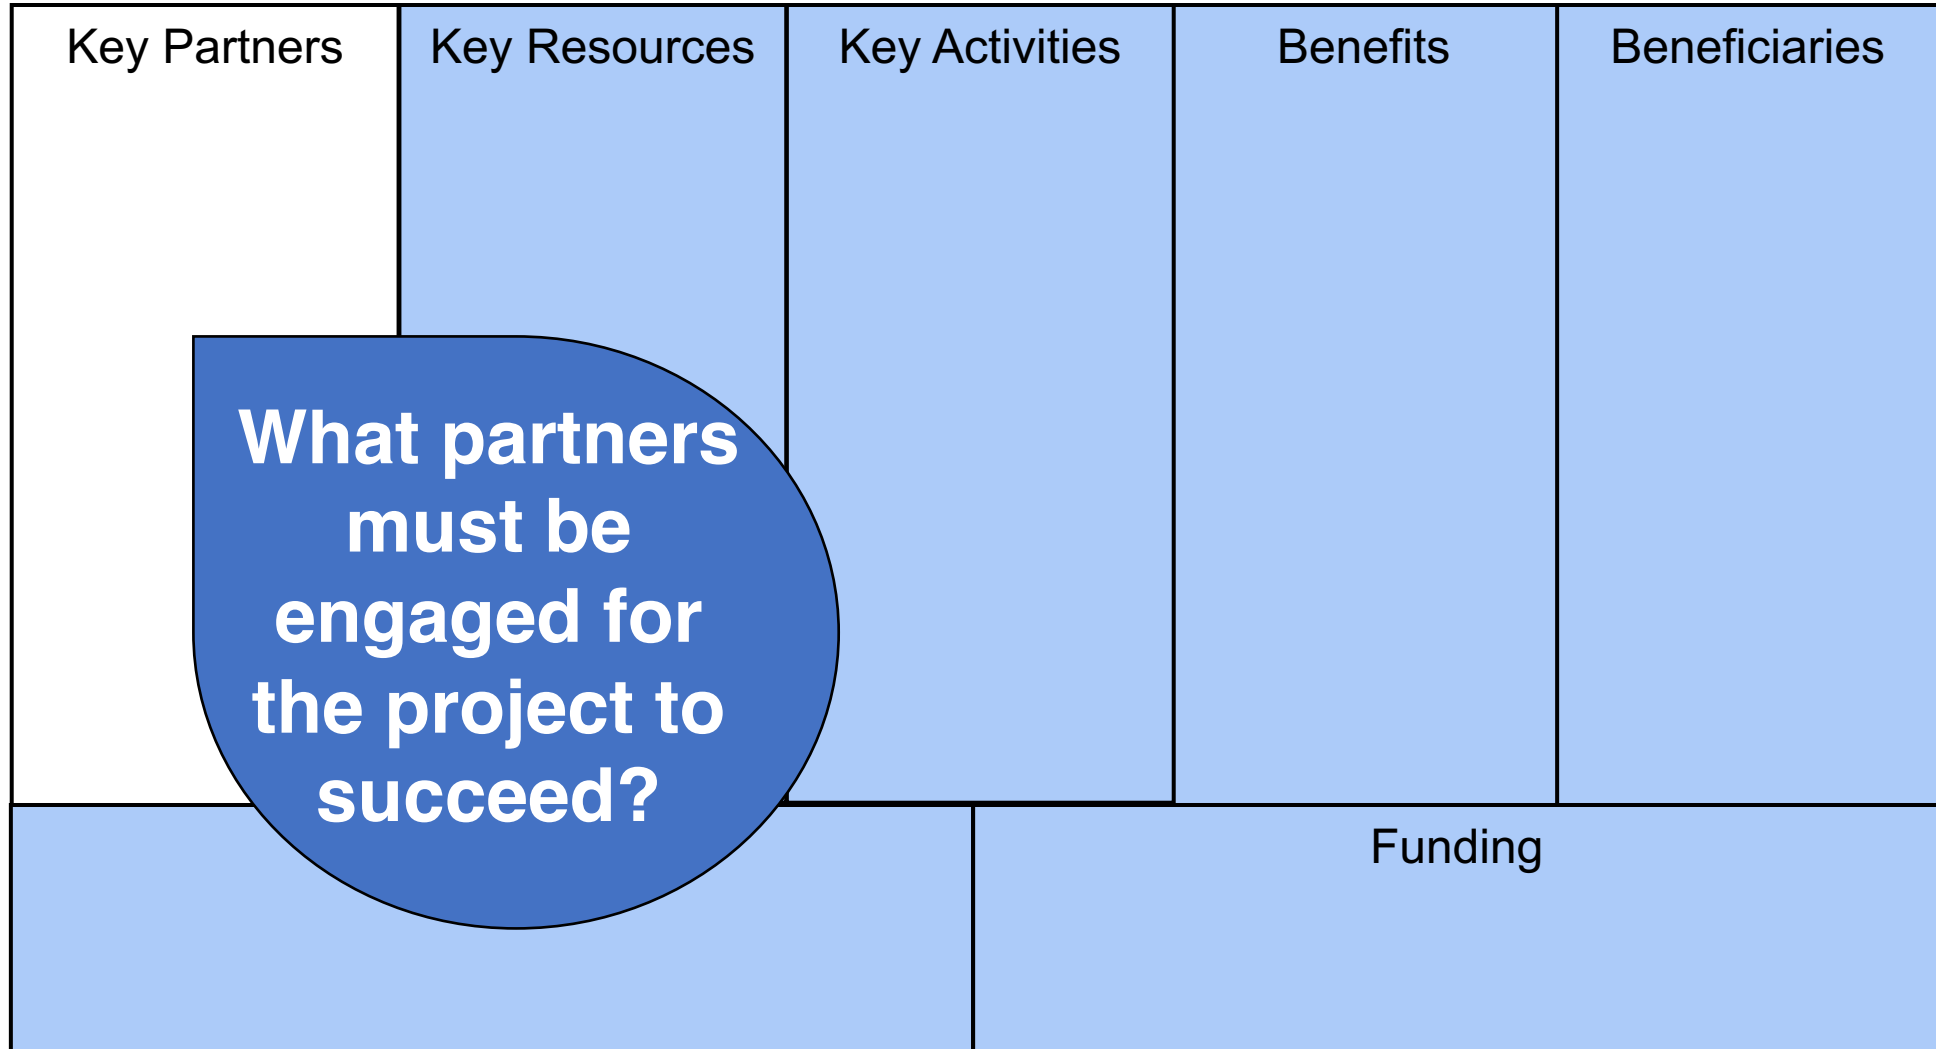 Key Partners
Key Resources
Key Activities
Benefits
Beneficiaries
What partners
must be
engaged for
the project to
succeed?
Funding